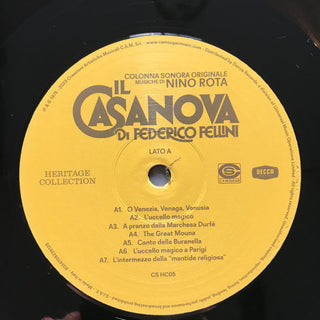 COLONNA SONORA ORIGINALE
MUSICHE DI NINO ROTA
IL
CASANOVA
DI FEDERICO FELLINI
LATO A
HERITAGE
COLLECTION
CAM
DECCA
A1. O Venezia, Venaga, Venusia
A2. L'uccello magico
A3. A pranzo dalla Marchesa Durfé
A4. The Great Mouna
A5. Canto della Buranella
A6. L'uccello magico a Parigi
A7. L'intermezzo della "mantide religiosa"
CS HC05